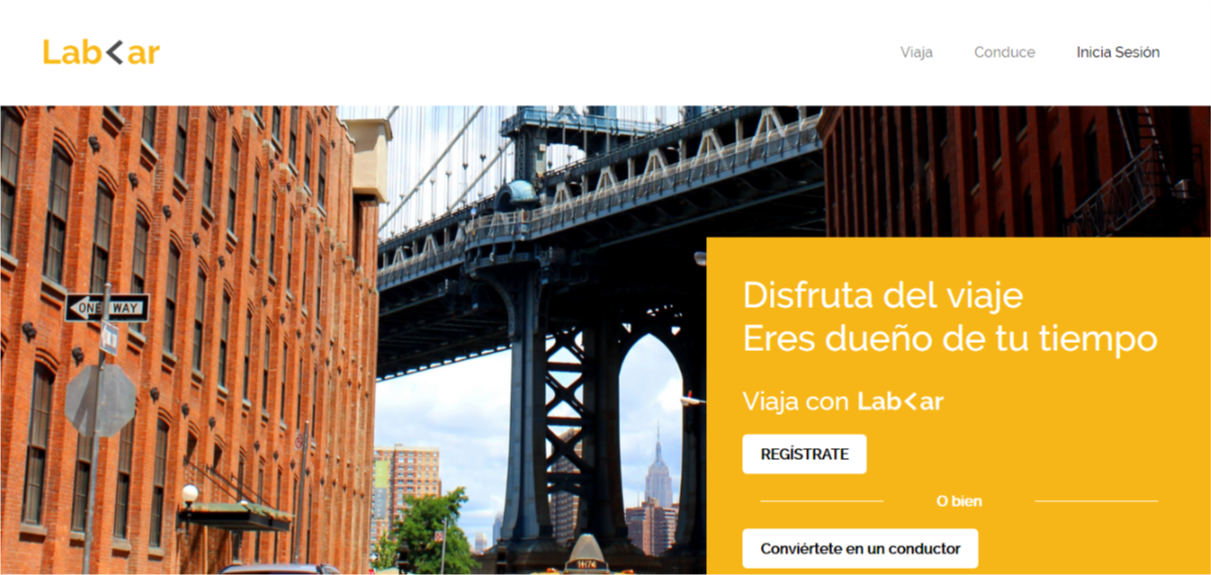 Lab<ar
Viaja
Conduce
Inicia Sesión
ONE WAY
Disfruta del viaje
Eres dueño de tu tiempo
Viaja con Lab<ar
REGÍSTRATE
O bien
Conviértete en un conductor